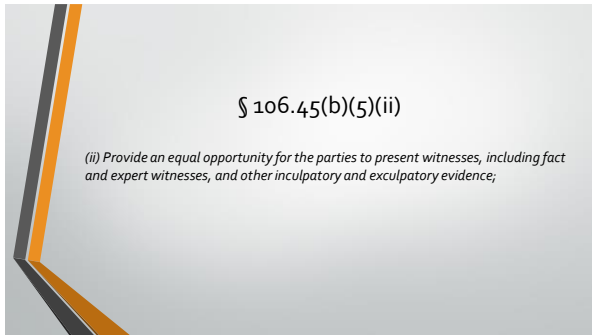 § 106.45(b)(5)(ii)
(ii) Provide an equal opportunity for the parties to present witnesses, including fact
and expert witnesses, and other inculpatory and exculpatory evidence;